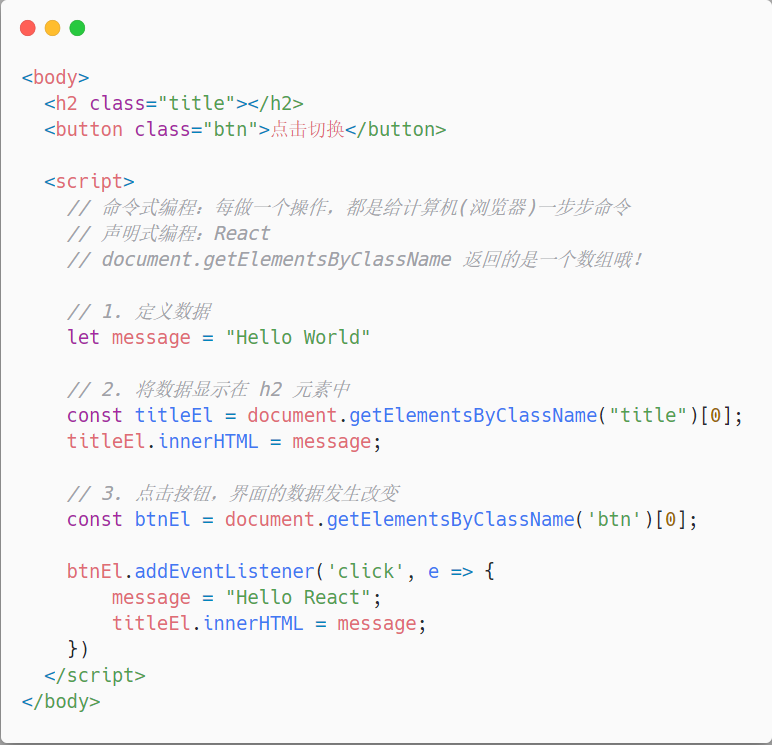 <body>
<h2 class="title"></h2>
<button class="btn">点击切换</button>
<script>
// 命令式编程：每做一个操作，都是给计算机(浏览器)一步步命令
// 声明式编程：React
// document.getElementsByClassName 返回的是一个数组哦！
// 1. 定义数据
let message = "Hello World"
// 2. 将数据显示在 h2 元素中
const titleEl = document.getElementsByClassName("title")[0];
titleEl.innerHTML = message;
// 3. 点击按钮，界面的数据发生改变
const btnEl = document.getElementsByClassName('btn')[0];
btnEl.addEventListener('click', e => {
message = "Hello React";
titleEl.innerHTML = message;
})
</script>
</body>